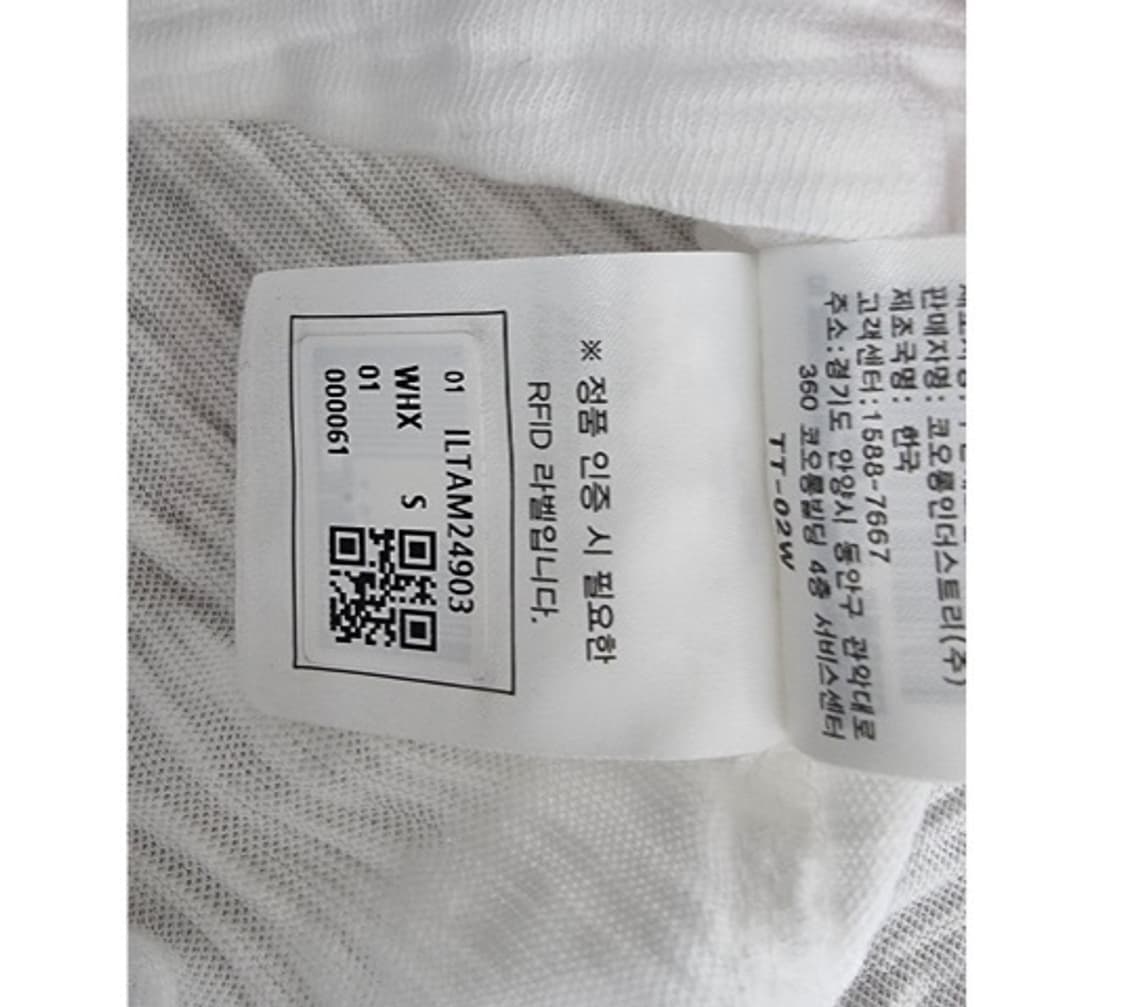 판매자명: 코오롱인더스트리(주)
제조국명: 한국
고객센터:1588-7667
주소:경기도 안양시 동안구 관악대로
360 코오롱빌딩 4층 서비스센터
TT-02W
※ 정품 인증 시 필요한
RFID 라벨입니다.
01 ILTAM24903
WHX S
01
000061